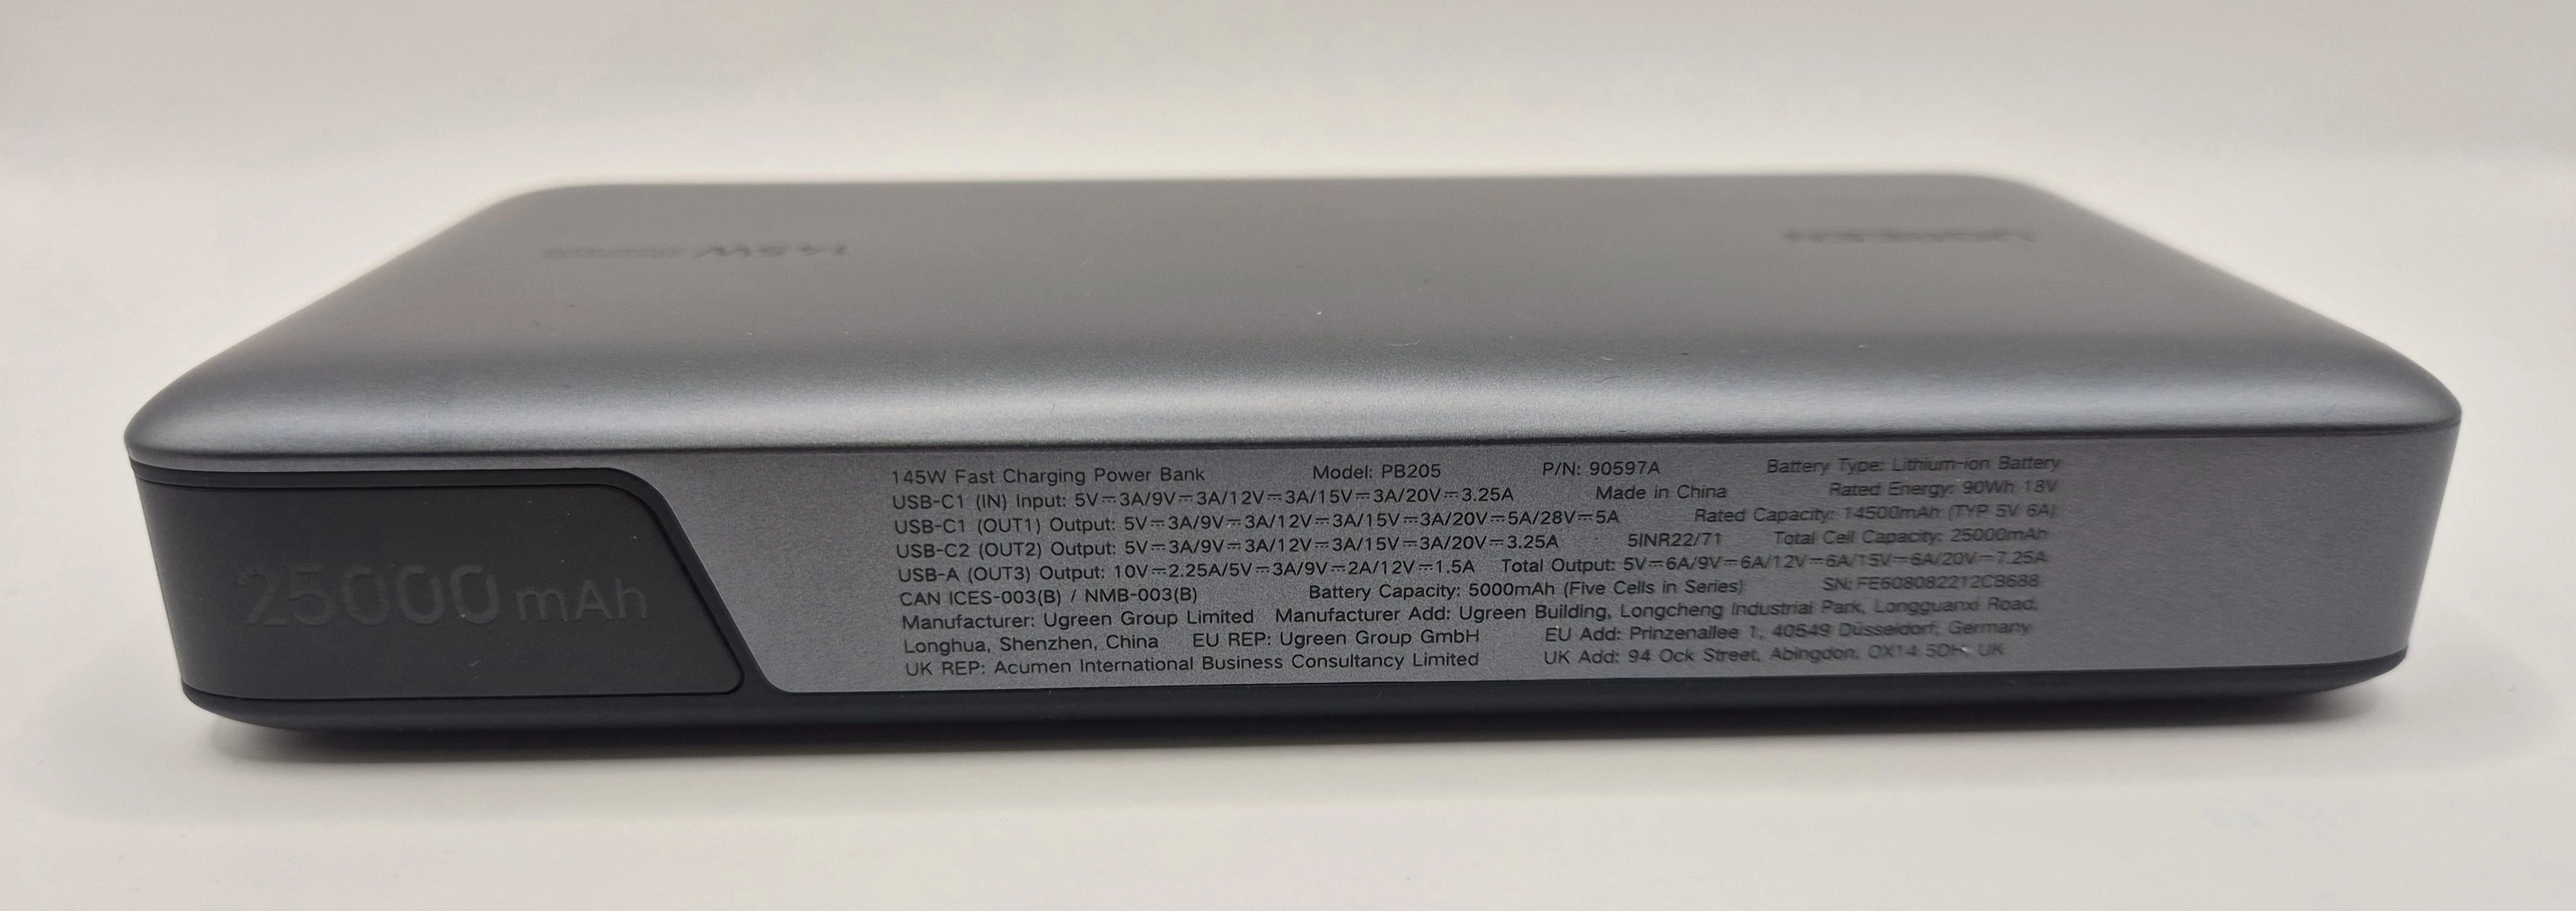 145W
UGREEN
25000mAh
145W Fast Charging Power Bank Model: PB205 P/N: 90597A Battery Type: Lithium-ion Battery
USB-C1 (IN) Input: 5V⎓3A/9V⎓3A/12V⎓3A/15V⎓3A/20V⎓3.25A Made in China Rated Energy: 90Wh 18V
USB-C1 (OUT1) Output: 5V⎓3A/9V⎓3A/12V⎓3A/15V⎓3A/20V⎓5A/28V⎓5A Rated Capacity: 14500mAh (TYP 5V 6A)
USB-C2 (OUT2) Output: 5V⎓3A/9V⎓3A/12V⎓3A/15V⎓3A/20V⎓3.25A 5INR22/71 Total Cell Capacity: 25000mAh
USB-A (OUT3) Output: 10V⎓2.25A/5V⎓3A/9V⎓2A/12V⎓1.5A Total Output: 5V⎓6A/9V⎓6A/12V⎓6A/15V⎓6A/20V⎓7.25A
CAN ICES-003(B) / NMB-003(B) Battery Capacity: 5000mAh (Five Cells in Series) SN: FE608082212CB688
Manufacturer: Ugreen Group Limited Manufacturer Add: Ugreen Building, Longcheng Industrial Park, Longguanxi Road,
Longhua, Shenzhen, China EU REP: Ugreen Group GmbH EU Add: Prinzenallee 1, 40549 Düsseldorf, Germany
UK REP: Acumen International Business Consultancy Limited UK Add: 94 Ock Street, Abingdon, OX14 5DH, UK